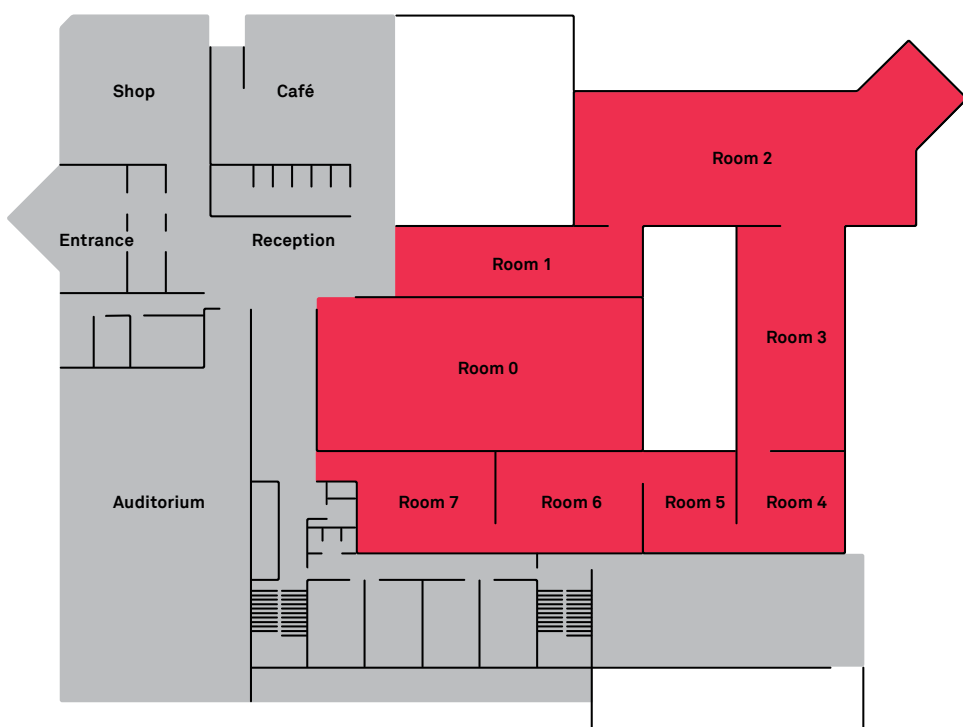 Shop
Café
Room 2
Entrance
Reception
Room 1
Room 3
Room 0
Auditorium
Room 7
Room 6
Room 5
Room 4